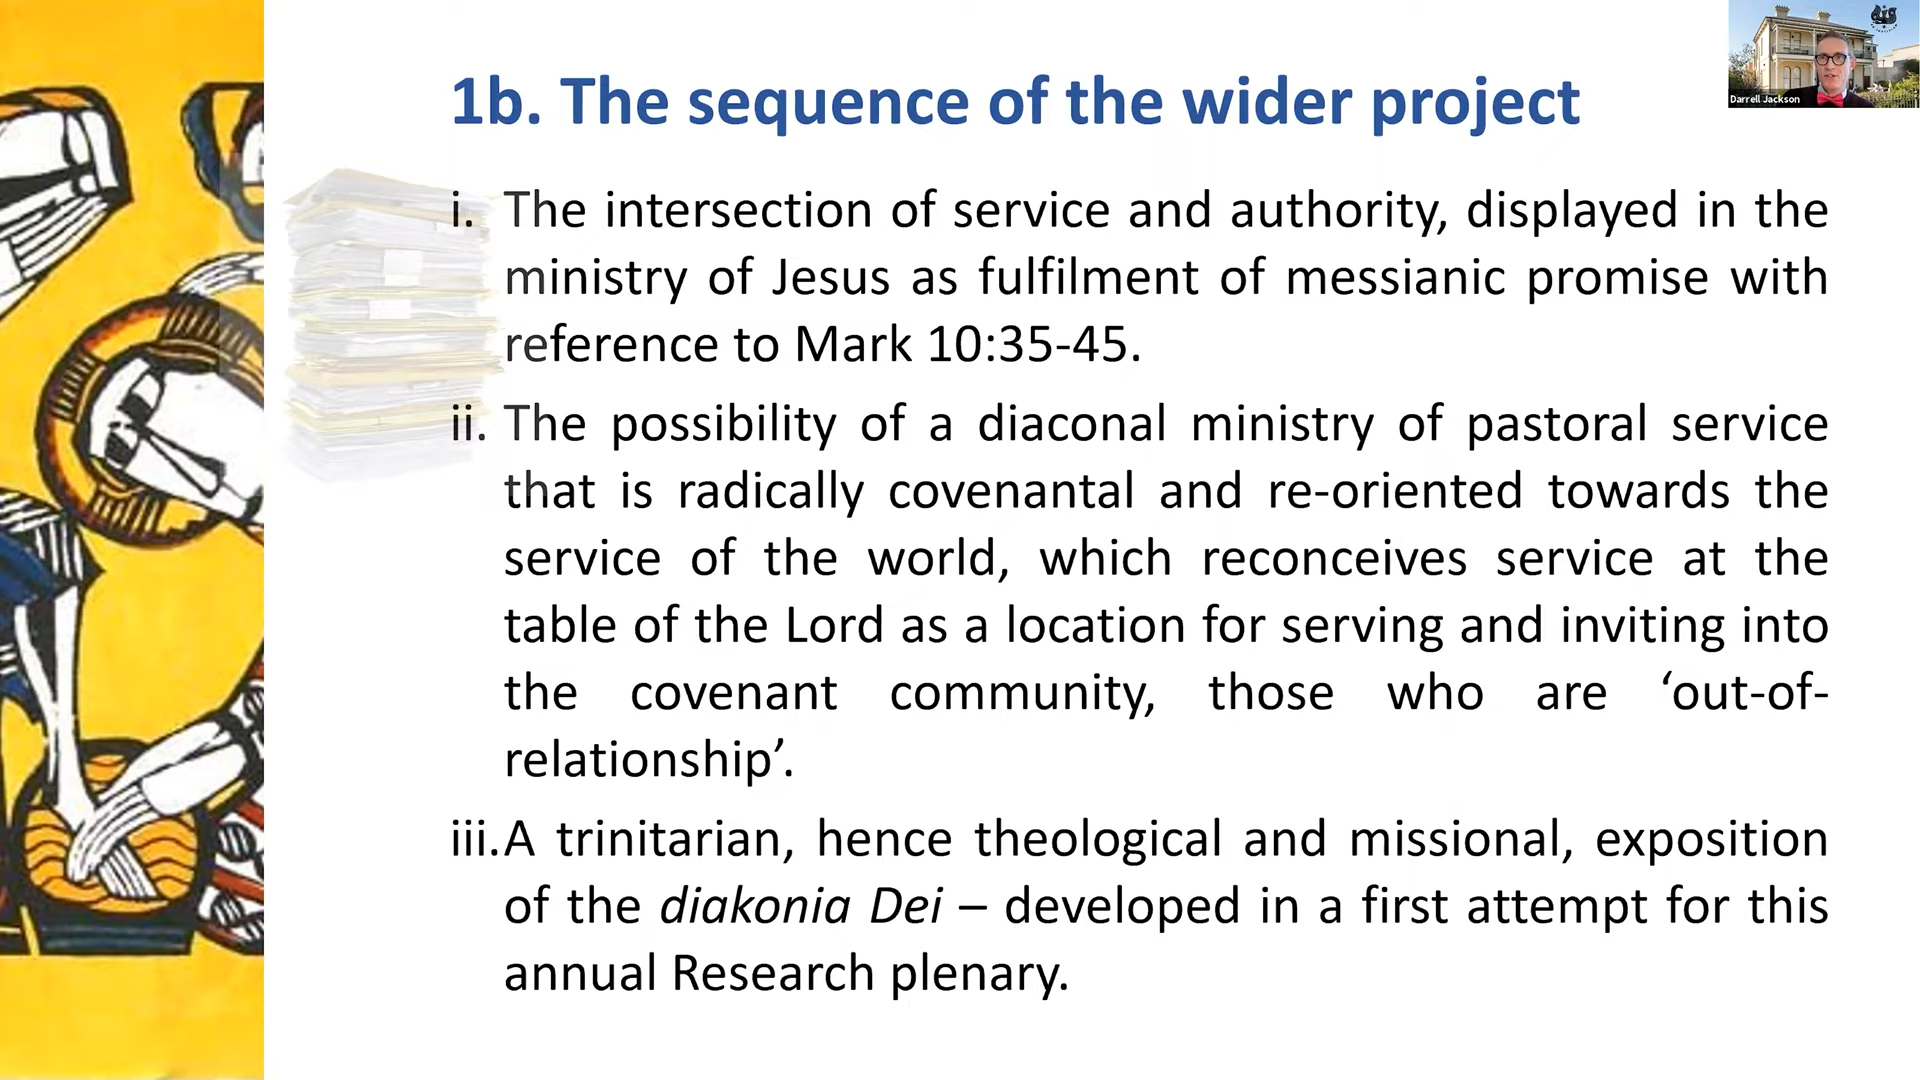 1b. The sequence of the wider project
Darrell Jackson
i. The intersection of service and authority, displayed in the
ministry of Jesus as fulfilment of messianic promise with
reference to Mark 10:35-45.
ii. The possibility of a diaconal ministry of pastoral service
that is radically covenantal and re-oriented towards the
service of the world, which reconceives service at the
table of the Lord as a location for serving and inviting into
the covenant community, those who are ‘out-of-
relationship’.
iii. A trinitarian, hence theological and missional, exposition
of the diakonia Dei – developed in a first attempt for this
annual Research plenary.